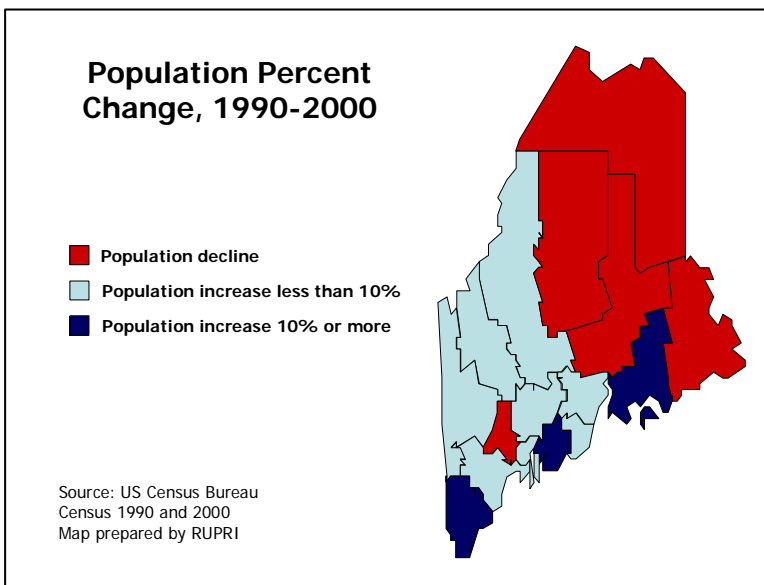 Population Percent
Change, 1990-2000
Population decline
Population increase less than 10%
Population increase 10% or more
Source: US Census Bureau
Census 1990 and 2000
Map prepared by RUPRI